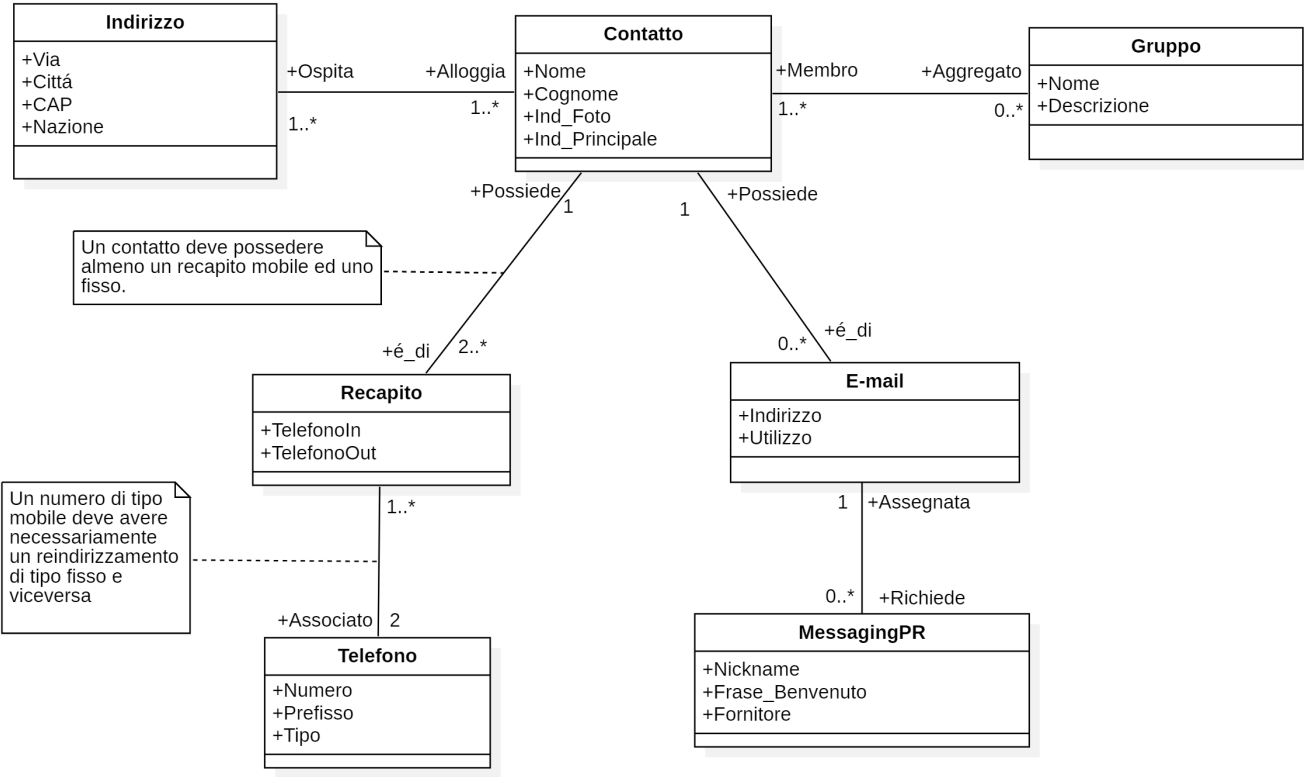 Indirizzo
+Via
+Cittá
+CAP
+Nazione
+Ospita
1..*
+Alloggia
1..*
Contatto
+Nome
+Cognome
+Ind_Foto
+Ind_Principale
+Membro
1..*
+Aggregato
0..*
Gruppo
+Nome
+Descrizione
+Possiede
1
1
+Possiede
Un contatto deve possedere
almeno un recapito mobile ed uno
fisso.
+é_di
2..*
0..*
+é_di
Recapito
+TelefonoIn
+TelefonoOut
E-mail
+Indirizzo
+Utilizzo
Un numero di tipo
mobile deve avere
necessariamente
un reindirizzamento
di tipo fisso e
viceversa
1..*
+Associato
2
1
+Assegnata
0..*
+Richiede
Telefono
+Numero
+Prefisso
+Tipo
MessagingPR
+Nickname
+Frase_Benvenuto
+Fornitore